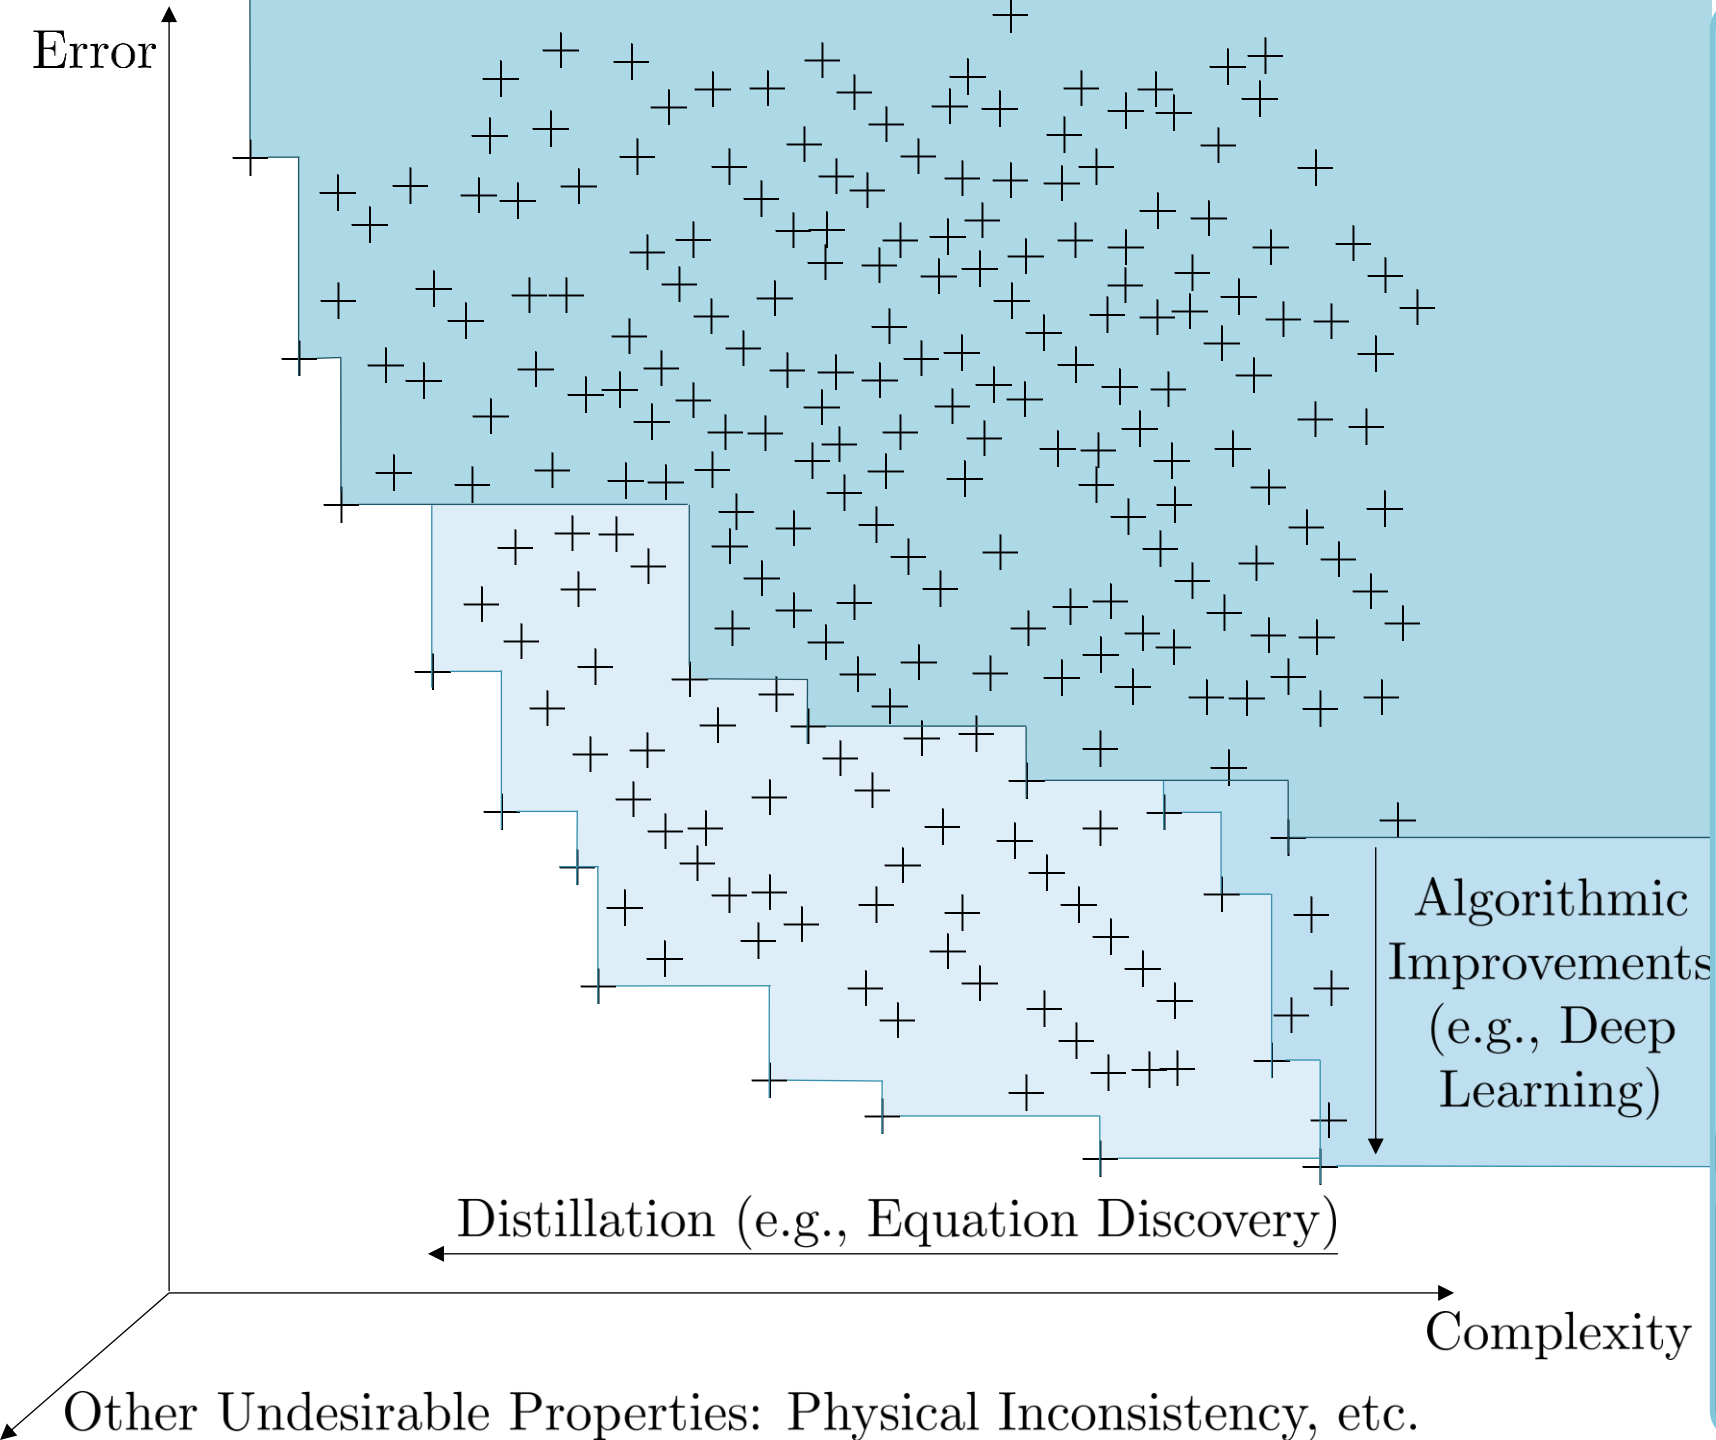 Error
Algorithmic
Improvements
(e.g., Deep
Learning)
Distillation (e.g., Equation Discovery)
Complexity
Other Undesirable Properties: Physical Inconsistency, etc.